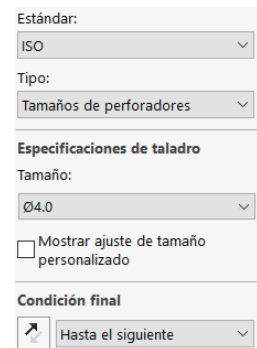 Estándar:
ISO
Tipo:
Tamaños de perforadores
Especificaciones de taladro
Tamaño:
Ø4.0
Mostrar ajuste de tamaño
personalizado
Condición final
Hasta el siguiente